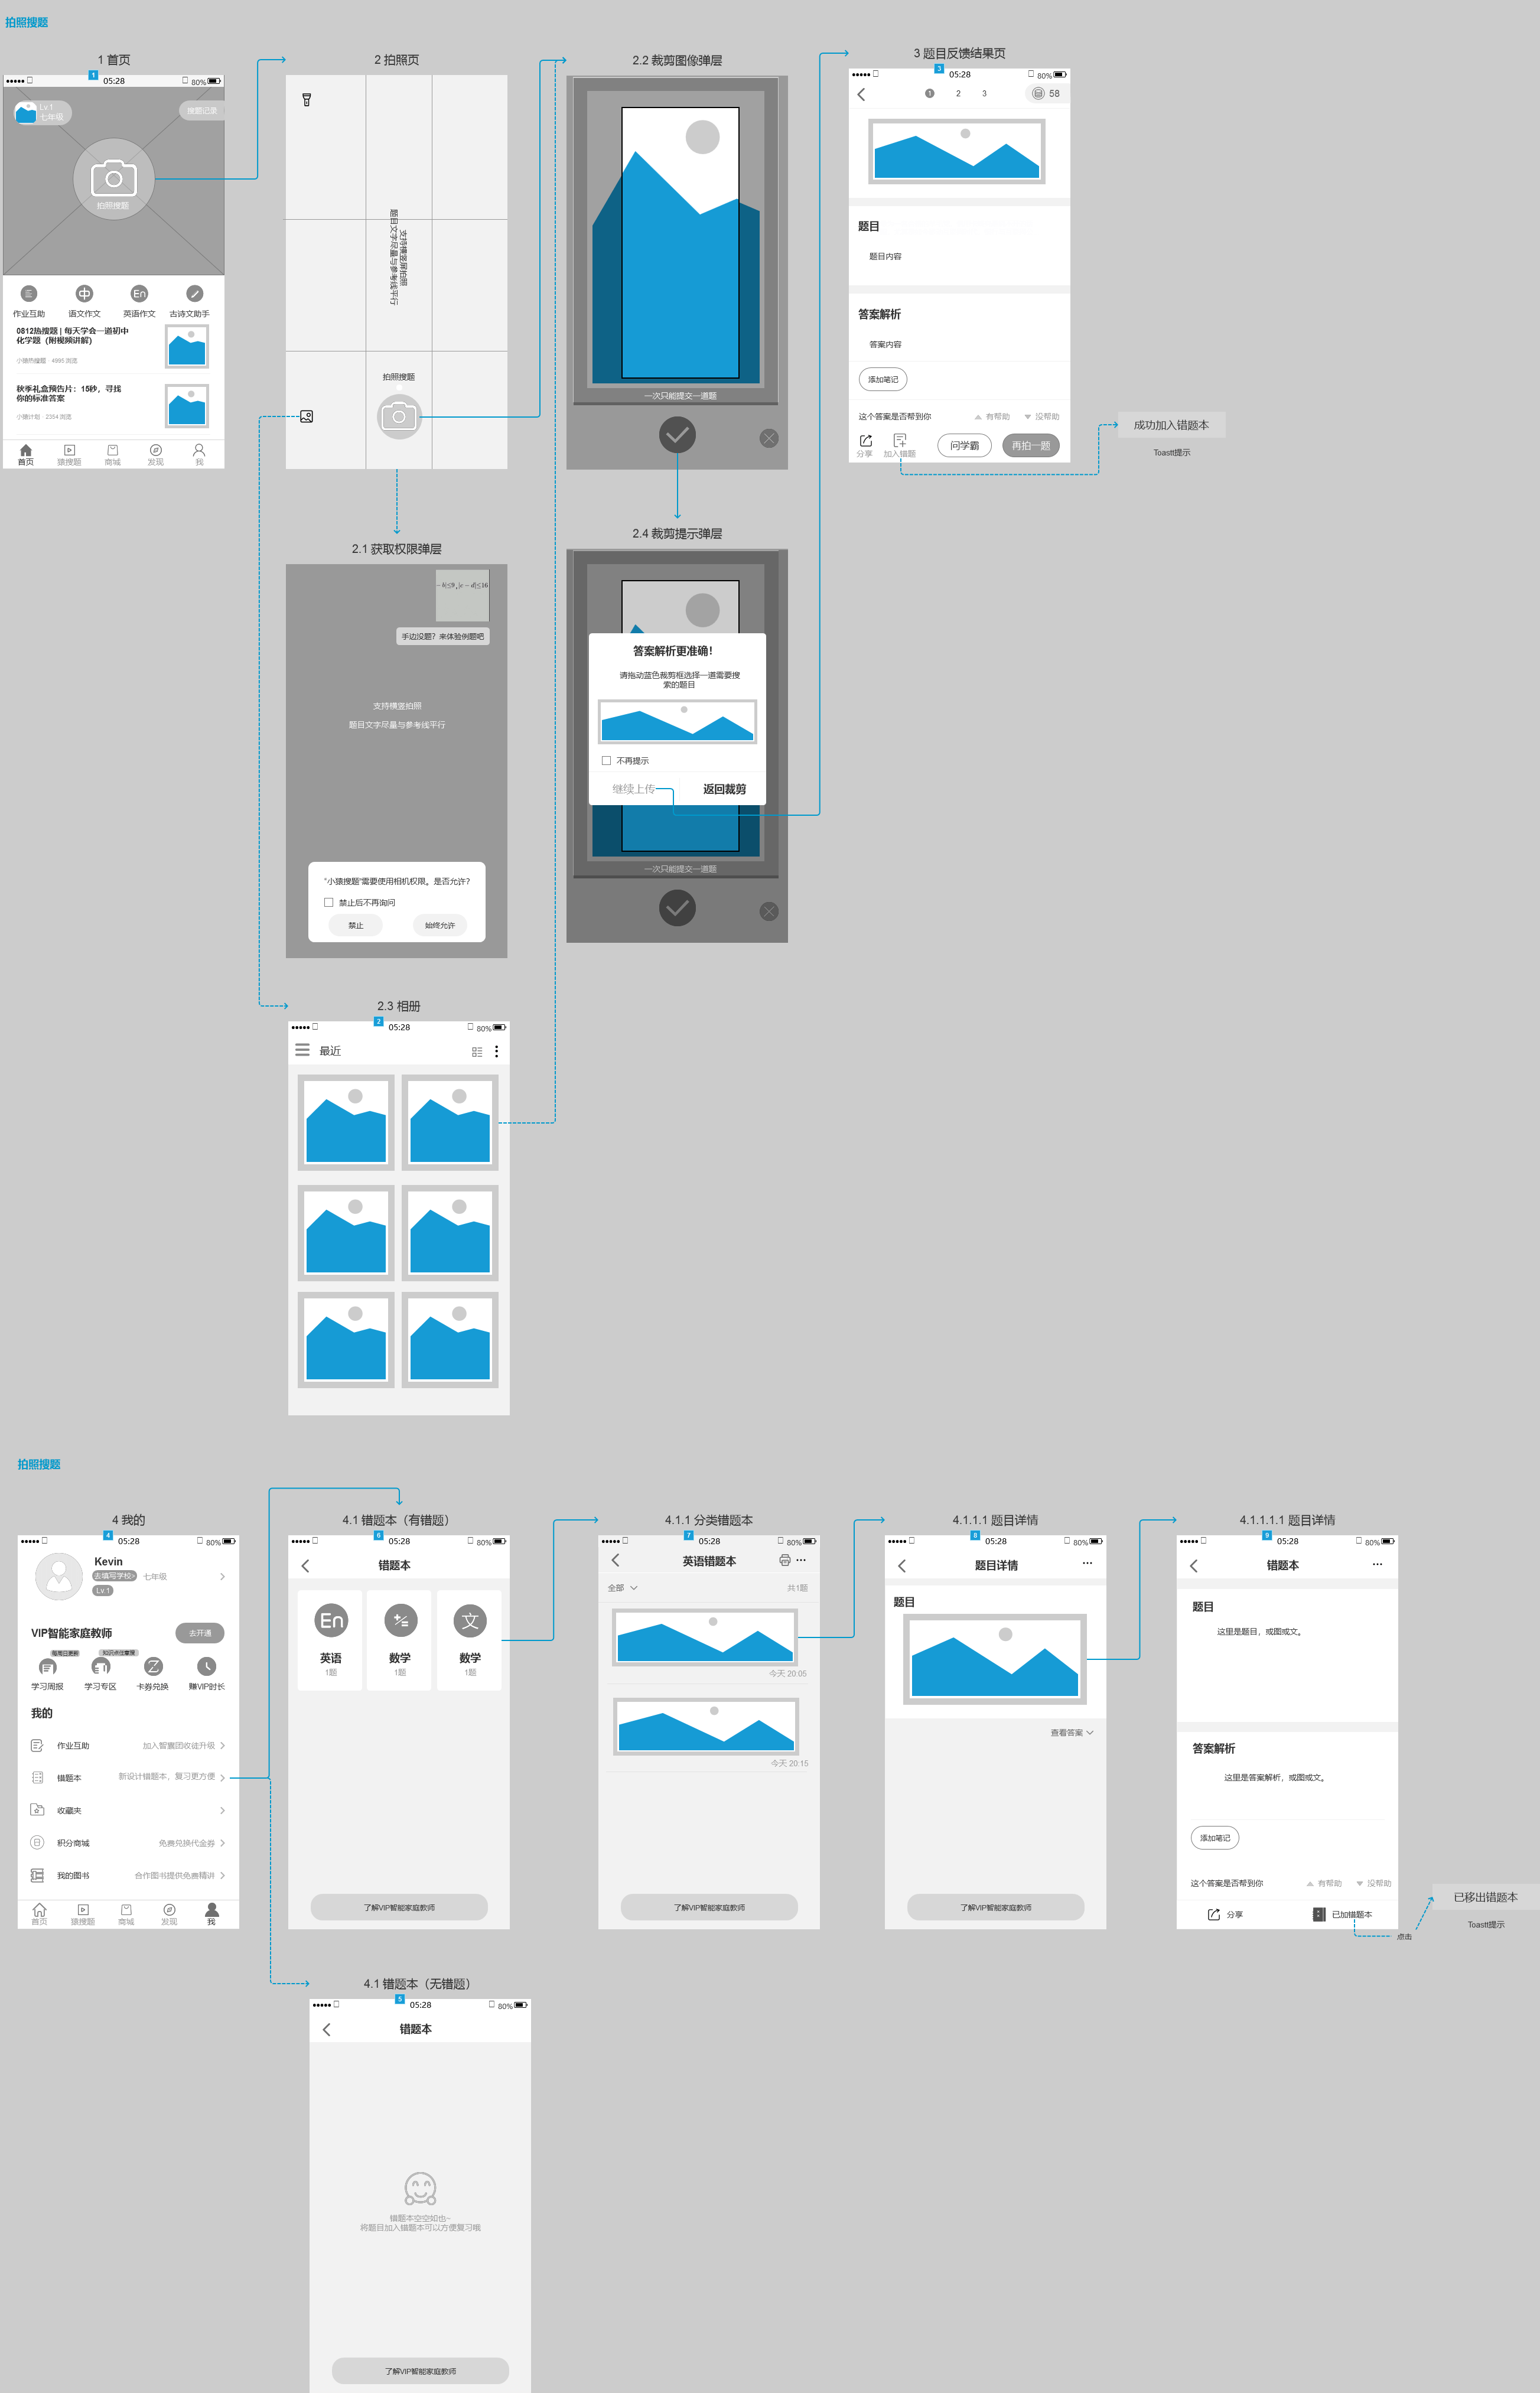 拍照搜题
1 首页
1
05:28
80%
Lv.1
七年级
搜题记录
拍照搜题
作业互助
语文作文
En
英语作文
古诗文助手
0812热搜题 | 每天学会一道初中
化学题（附视频讲解）
小猿热搜题 · 4995 浏览
秋季礼盒预告片：15秒，寻找
你的标准答案
小猿计划 · 2354 浏览
首页
猿搜题
商城
发现
我
2 拍照页
支持横竖屏拍照
题目文字尽量与参考线平行
拍照搜题
2.2 裁剪图像弹层
一次只能提交一道题
3 题目反馈结果页
3
05:28
80%
1
2
3
58
题目
题目内容
答案解析
答案内容
添加笔记
这个答案是否帮到你
有帮助
没帮助
分享
加入错题
问学霸
再拍一题
成功加入错题本
Toastt提示
2.1 获取权限弹层
− b|≤9，|c − d|≤16
手边没题？来体验例题吧
支持横竖拍照
题目文字尽量与参考线平行
“小猿搜题”需要使用相机权限。是否允许？
禁止后不再询问
禁止
始终允许
2.4 裁剪提示弹层
答案解析更准确！
请拖动蓝色裁剪框选择一道需要搜
索的题目
不再提示
继续上传
返回裁剪
一次只能提交一道题
2.3 相册
2
05:28
80%
最近
拍照搜题
4 我的
4
05:28
80%
Kevin
去填写学校>
七年级
Lv.1
VIP智能家庭教师
去开通
每周日更新
知识卡任意领
学习周报
学习专区
卡券兑换
赚VIP时长
我的
作业互助
加入智囊团收徒升级
错题本
新设计错题本，复习更方便
收藏夹
积分商城
免费兑换代金券
我的图书
合作图书提供免费精讲
首页
猿搜题
商城
发现
我
4.1 错题本（有错题）
6
05:28
80%
错题本
En
英语
1题
数学
1题
文
数学
1题
了解VIP智能家庭教师
4.1.1 分类错题本
7
05:28
80%
英语错题本
全部
共1题
今天 20:05
今天 20:15
了解VIP智能家庭教师
4.1.1.1 题目详情
8
05:28
80%
题目详情
题目
查看答案
了解VIP智能家庭教师
4.1.1.1.1 题目详情
9
05:28
80%
错题本
题目
这里是题目，或图或文。
答案解析
这里是答案解析，或图或文。
添加笔记
这个答案是否帮到你
有帮助
没帮助
分享
已加错题本
点击
已移出错题本
Toastt提示
4.1 错题本（无错题）
5
05:28
80%
错题本
错题本空空如也~
将题目加入错题本可以方便复习哦
了解VIP智能家庭教师